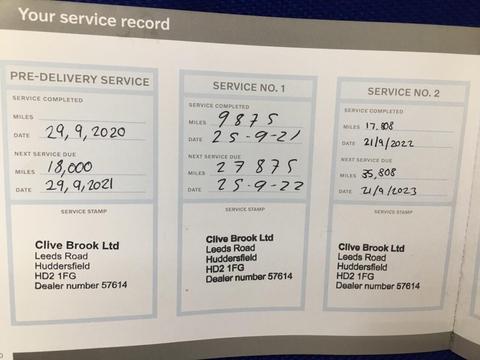 Your service record
PRE-DELIVERY SERVICE
SERVICE COMPLETED
MILES
DATE 29,9,2020
NEXT SERVICE DUE
MILES 18,000
DATE 29,9,2021
SERVICE STAMP
Clive Brook Ltd
Leeds Road
Huddersfield
HD2 1FG
Dealer number 57614
SERVICE NO. 1
SERVICE COMPLETED
MILES 9875
DATE 25-9-21
NEXT SERVICE DUE
MILES 27875
DATE 25-9-22
SERVICE STAMP
Clive Brook Ltd
Leeds Road
Huddersfield
HD2 1FG
Dealer number 57614
SERVICE NO. 2
SERVICE COMPLETED
MILES 17,808
DATE 21/9/2022
NEXT SERVICE DUE
MILES 35,808
DATE 21/9/2023
SERVICE STAMP
Clive Brook Ltd
Leeds Road
Huddersfield
HD2 1FG
Dealer number 57614